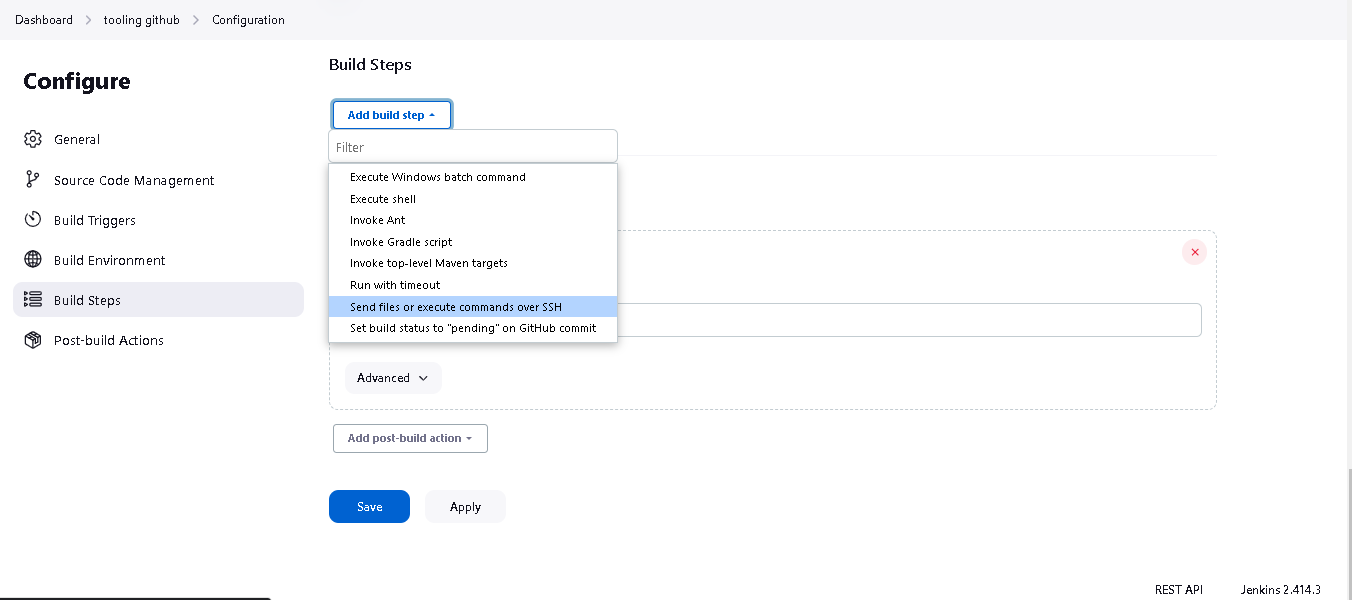 Dashboard > tooling github > Configuration
Configure
General
Source Code Management
Build Triggers
Build Environment
Build Steps
Post-build Actions
Build Steps
Add build step
Filter
Execute Windows batch command
Execute shell
Invoke Ant
Invoke Gradle script
Invoke top-level Maven targets
Run with timeout
Send files or execute commands over SSH
Set build status to "pending" on GitHub commit
Advanced
Add post-build action
Save Apply
REST API Jenkins 2.414.3